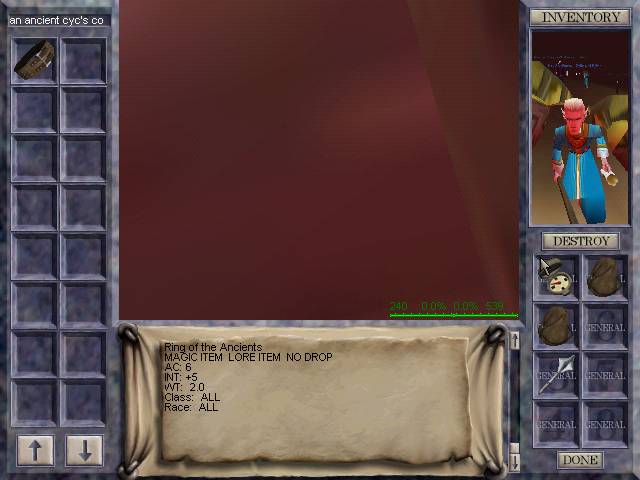 an ancient cyc's co
INVENTORY
DESTROY
240 0.0% 0.0% 539
Ring of the Ancients
MAGIC ITEM LORE ITEM NO DROP
AC: 6
INT: +5
WT: 2.0
Class: ALL
Race: ALL
GENERAL
GENERAL
GENERAL
GENERAL
GENERAL
DONE